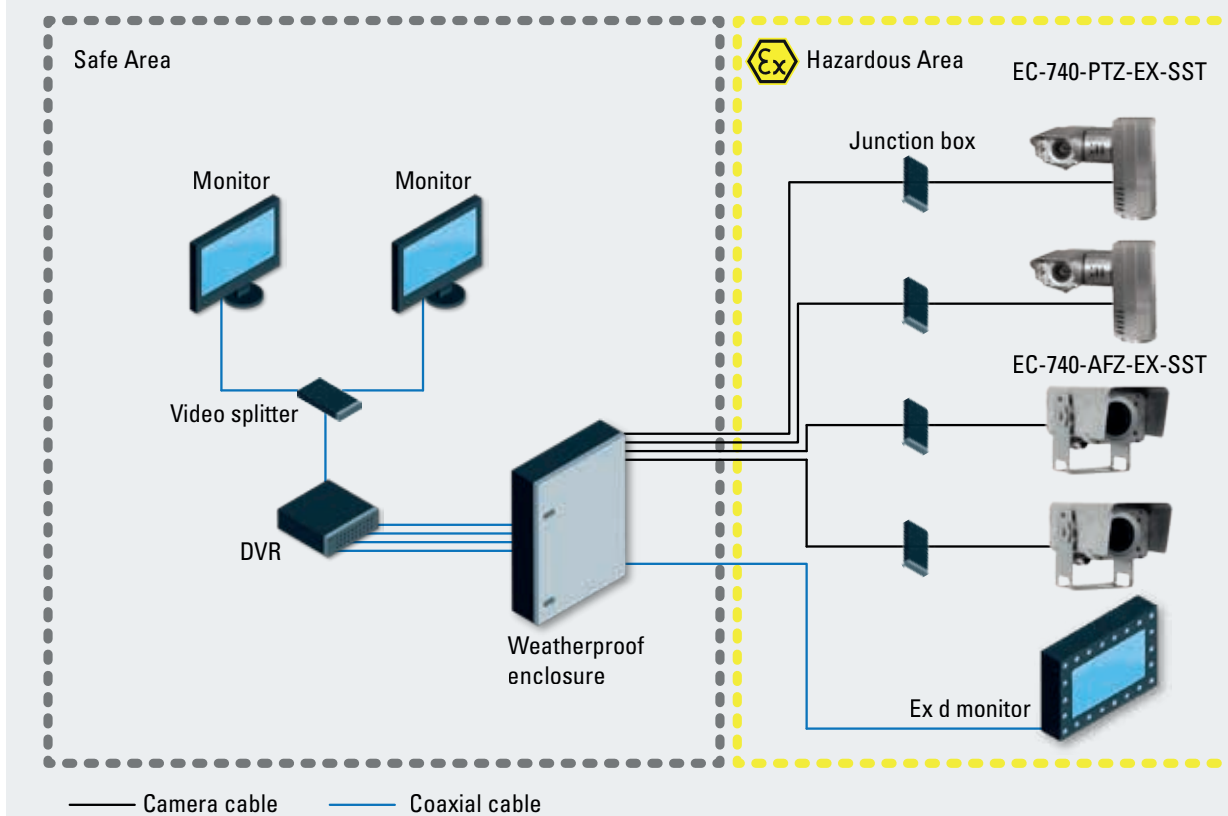 Safe Area
Ex
Hazardous Area
EC-740-PTZ-EX-SST
Junction box
Monitor
Monitor
EC-740-AFZ-EX-SST
Video splitter
DVR
Weatherproof
enclosure
Ex d monitor
Camera cable
Coaxial cable